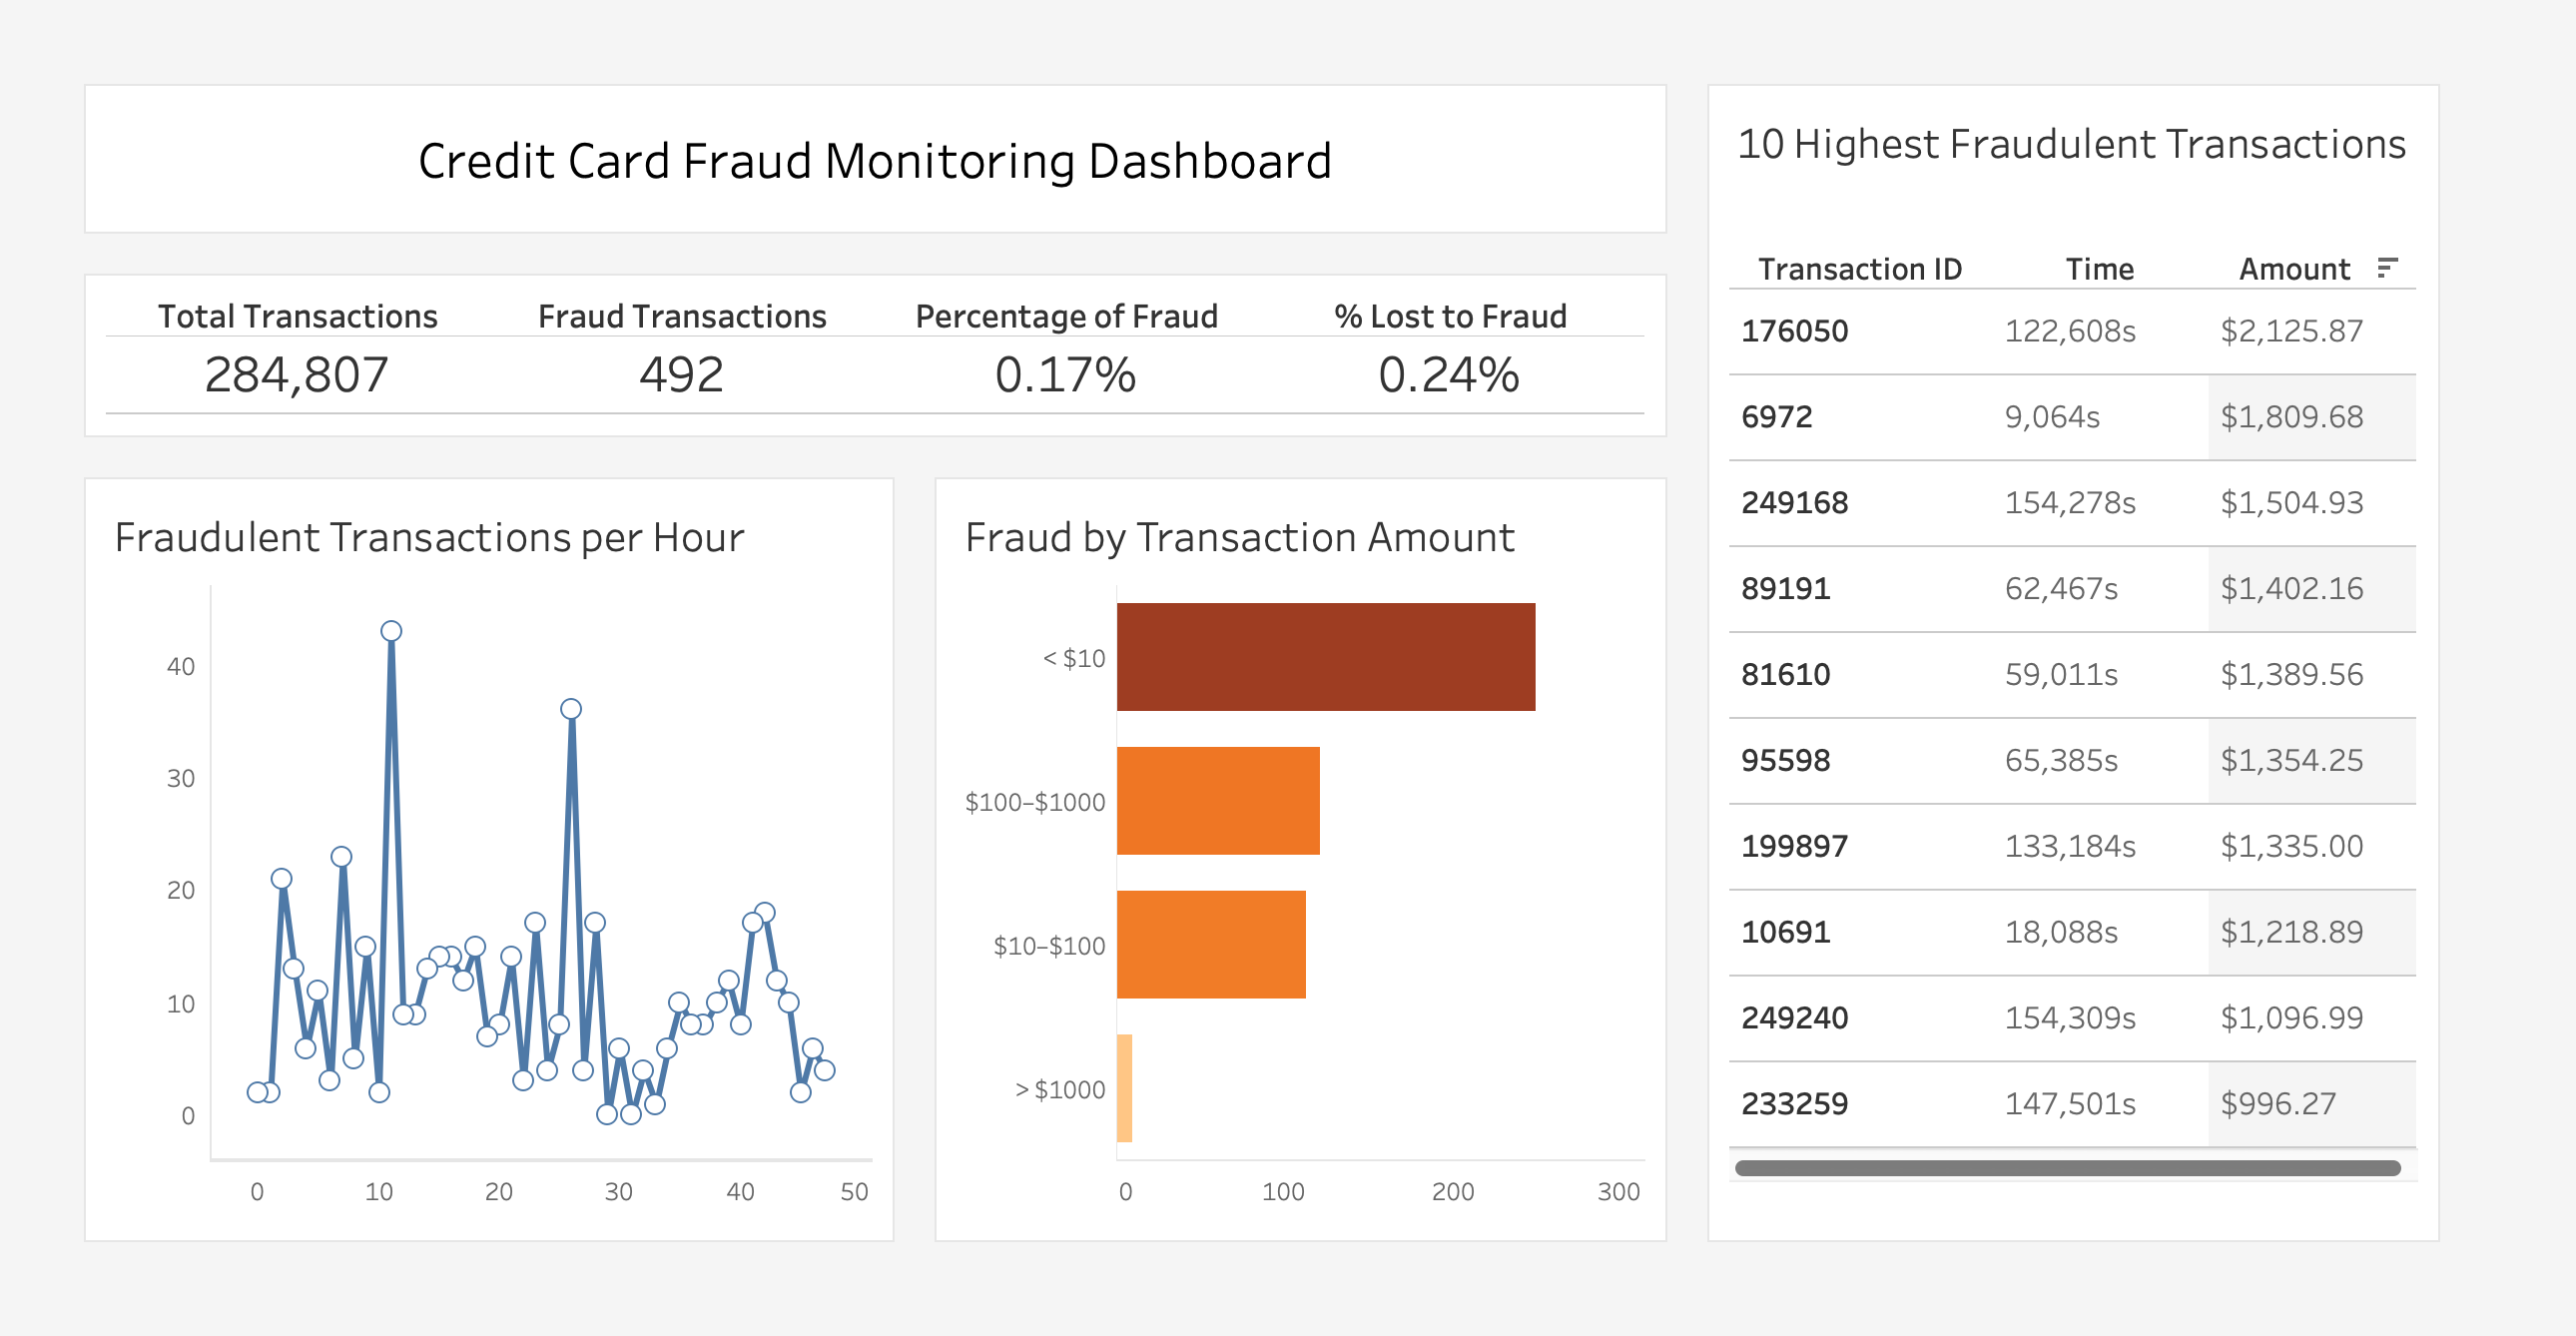 Credit Card Fraud Monitoring Dashboard
Total Transactions Fraud Transactions Percentage of Fraud % Lost to Fraud
284,807 492 0.17% 0.24%
Fraudulent Transactions per Hour
40
30
20
10
0
0 10 20 30 40 50
Fraud by Transaction Amount
< $10
$100–$1000
$10–$100
> $1000
0 100 200 300
10 Highest Fraudulent Transactions
Transaction ID Time Amount
176050 122,608s $2,125.87
6972 9,064s $1,809.68
249168 154,278s $1,504.93
89191 62,467s $1,402.16
81610 59,011s $1,389.56
95598 65,385s $1,354.25
199897 133,184s $1,335.00
10691 18,088s $1,218.89
249240 154,309s $1,096.99
233259 147,501s $996.27